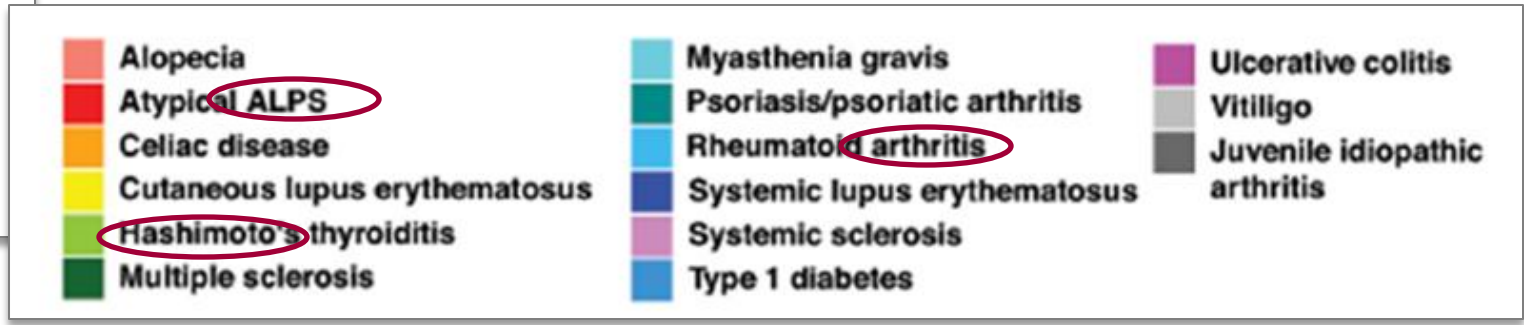 Alopecia
Atypical ALPS
Celiac disease
Cutaneous lupus erythematosus
Hashimoto's thyroiditis
Multiple sclerosis
Myasthenia gravis
Psoriasis/psoriatic arthritis
Rheumatoid arthritis
Systemic lupus erythematosus
Systemic sclerosis
Type 1 diabetes
Ulcerative colitis
Vitiligo
Juvenile idiopathic
arthritis